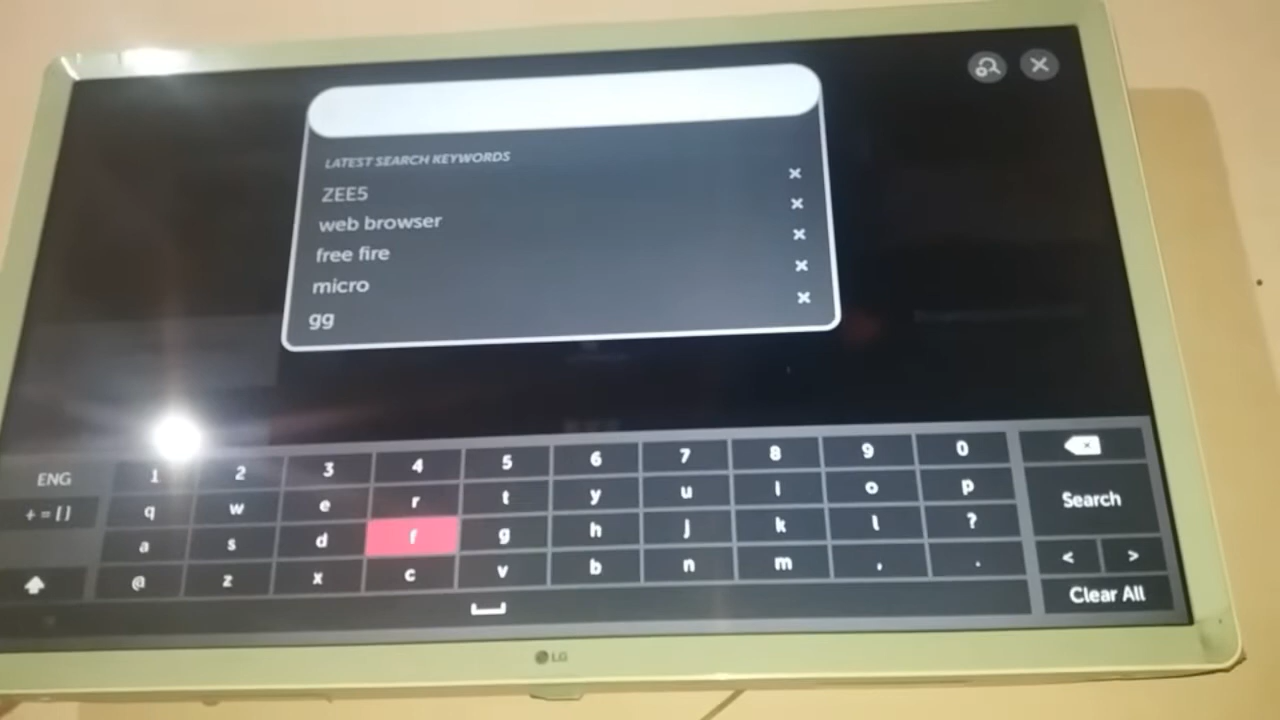 LATEST SEARCH KEYWORDS
ZEE5
web browser
free fire
micro
gg
ENG 1 2 3 4 5 6 7 8 9 0
+ = [ ] q w e r t y u i o p Search
a s d f g h j k l ?
@ z x c v b n m , . < >
Clear All
LG